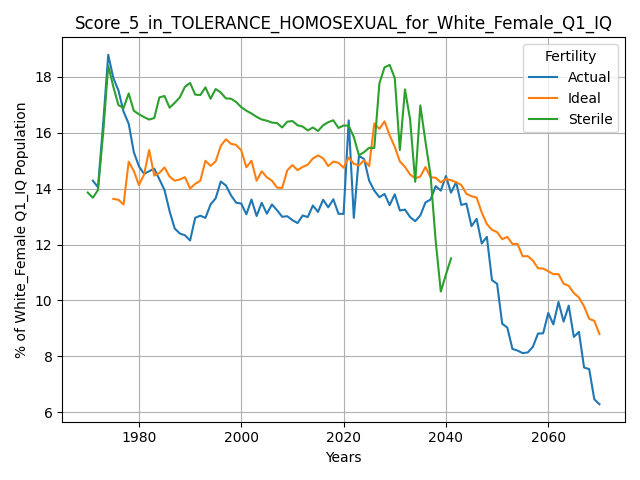 Score_5_in_TOLERANCE_HOMOSEXUAL_for_White_Female_Q1_IQ
Fertility
Actual
Ideal
Sterile
% of White_Female Q1_IQ Population
18
16
14
12
10
8
6
1980
2000
2020
2040
2060
Years